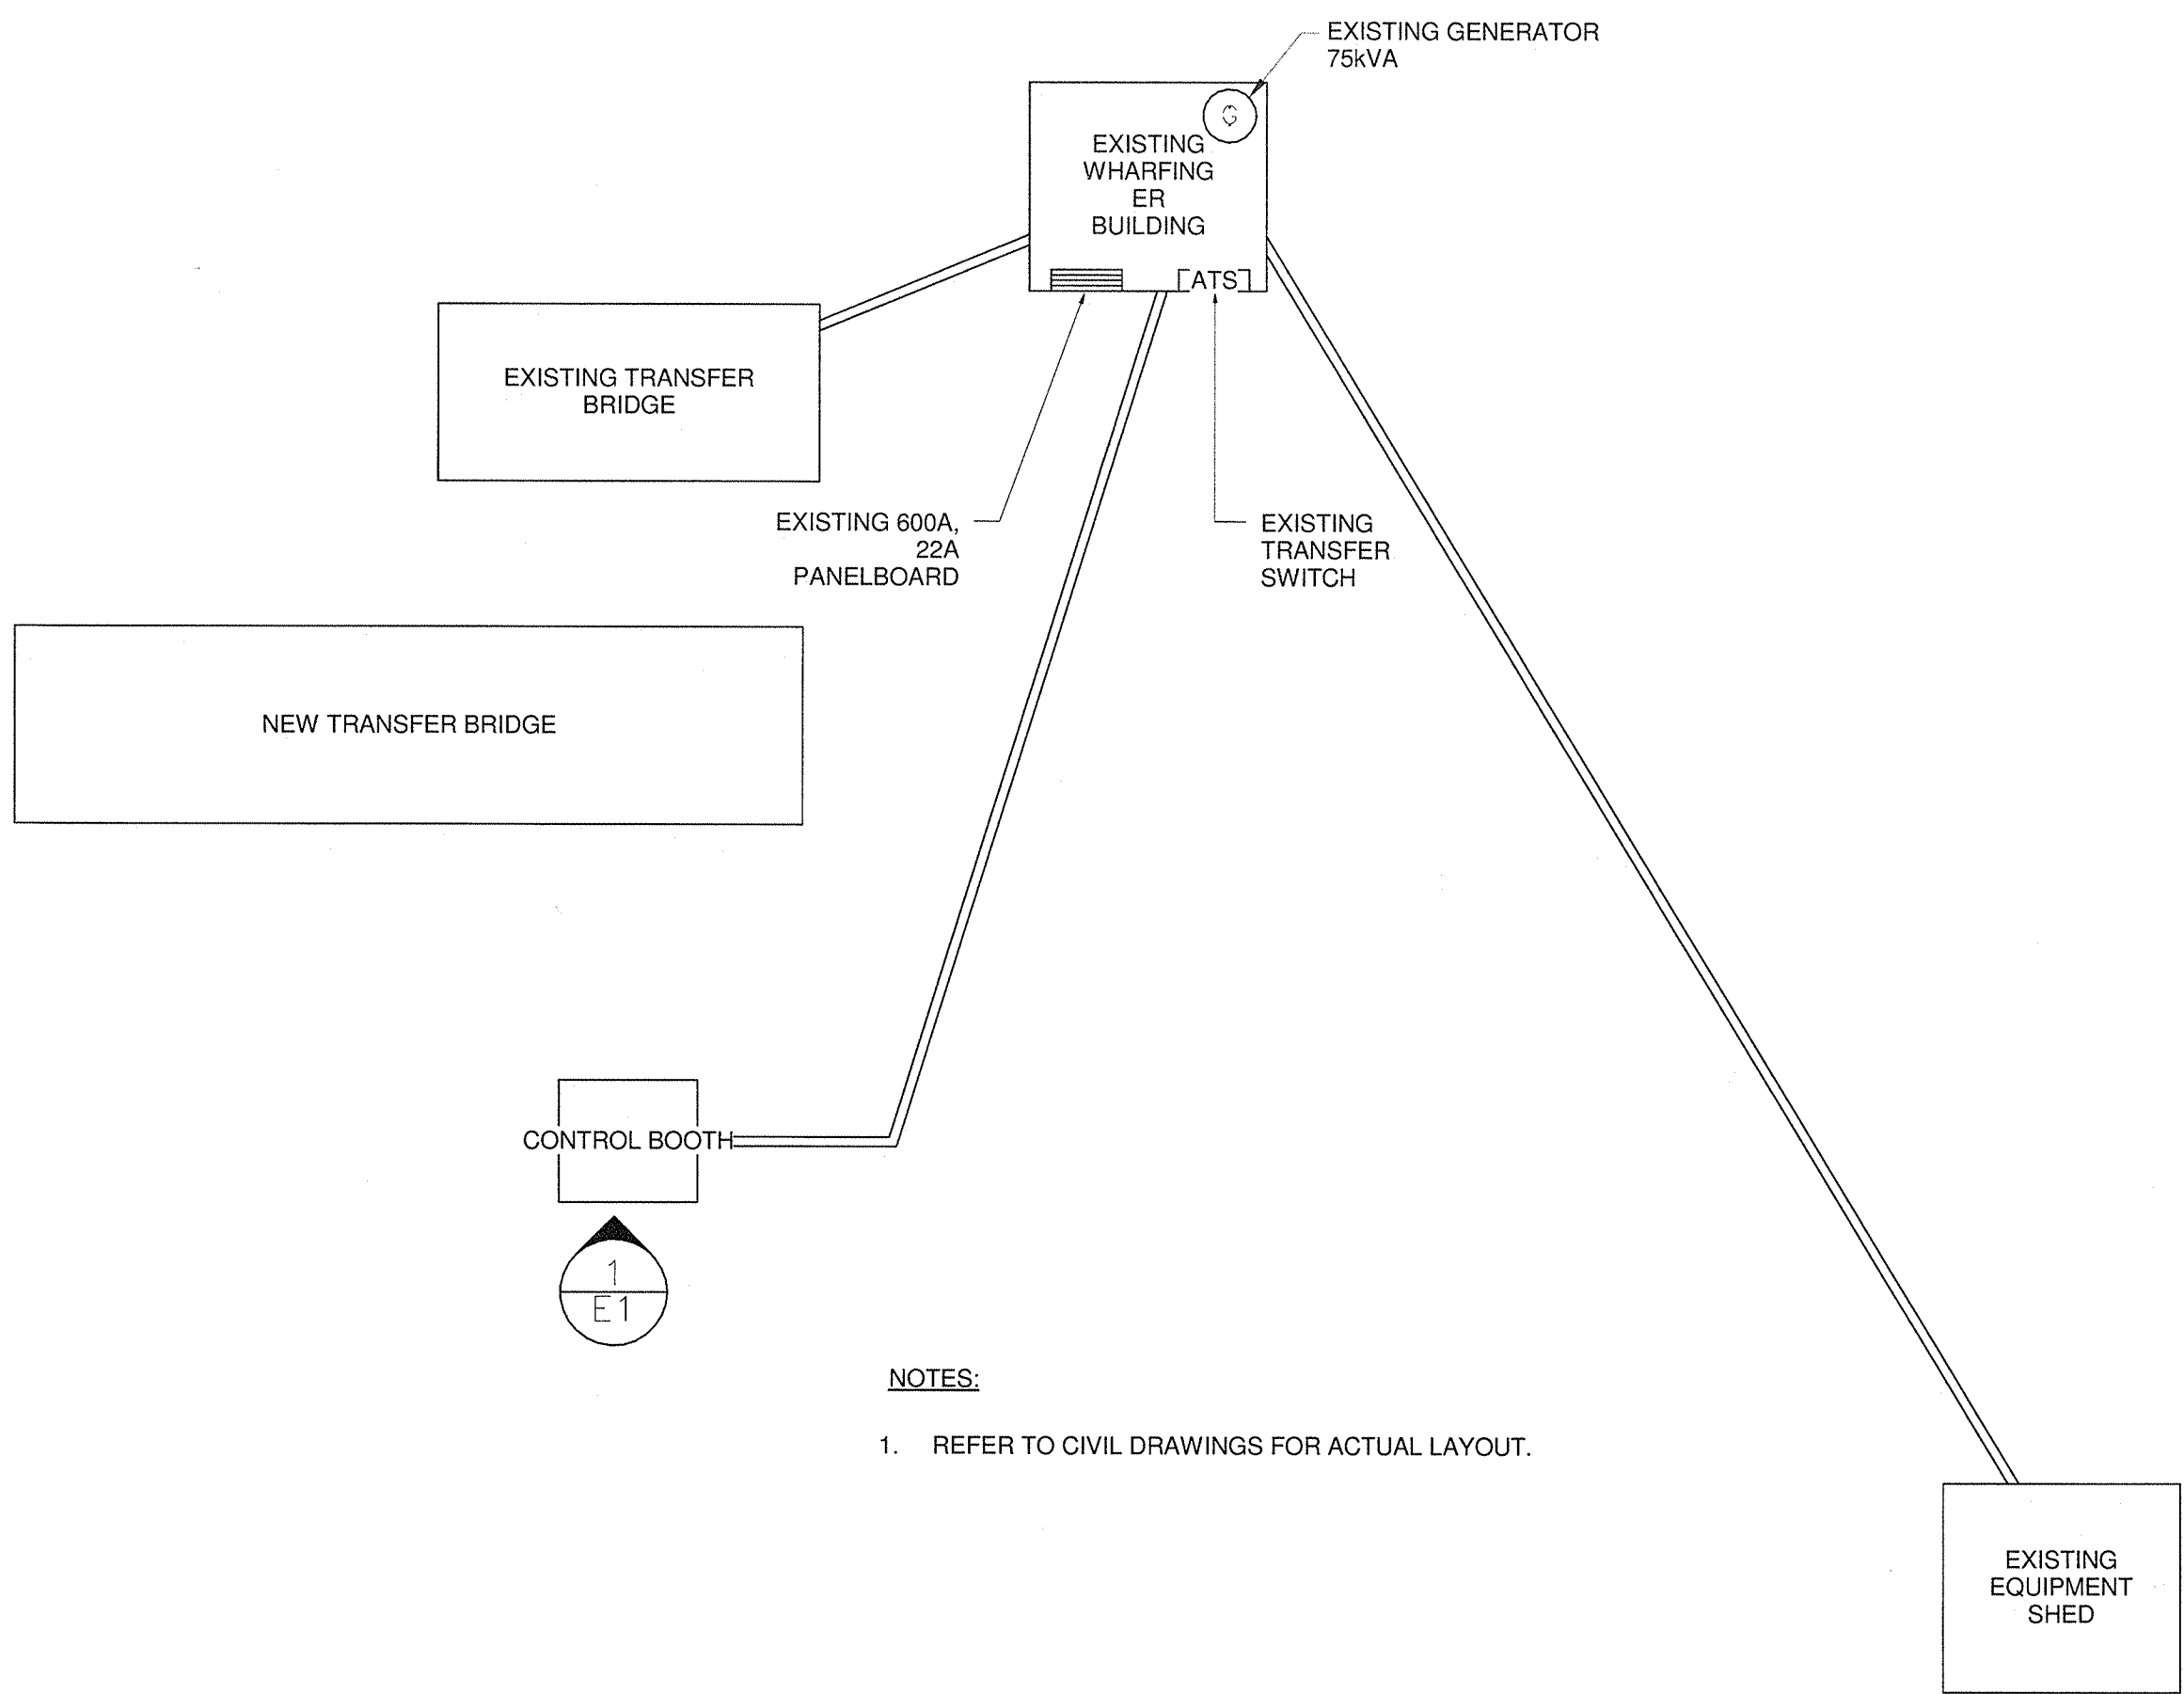 EXISTING GENERATOR
75kVA
G
EXISTING
WHARFING
ER
BUILDING
ATS
EXISTING TRANSFER
BRIDGE
EXISTING 600A,
22A
PANELBOARD
EXISTING
TRANSFER
SWITCH
NEW TRANSFER BRIDGE
CONTROL BOOTH
1
E1
NOTES:
1. REFER TO CIVIL DRAWINGS FOR ACTUAL LAYOUT.
EXISTING
EQUIPMENT
SHED